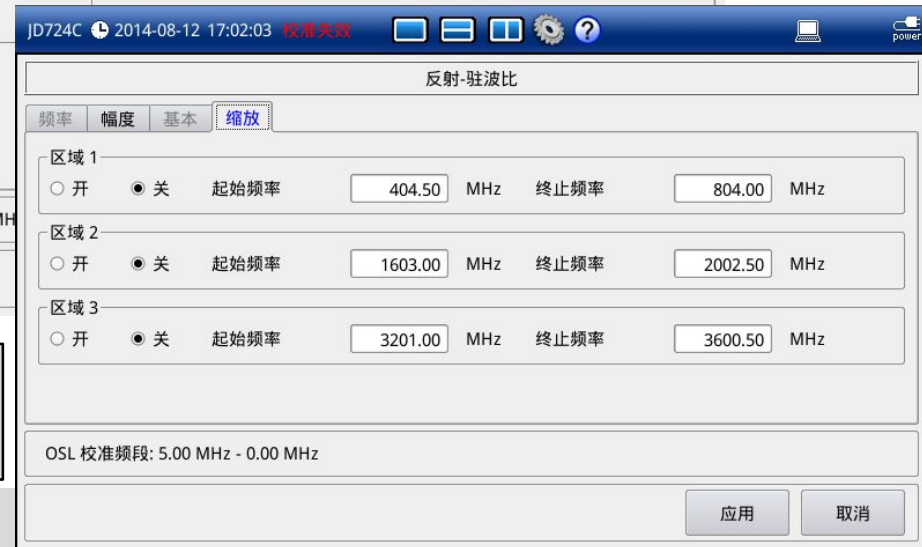 JD724C 2014-08-12 17:02:03 校准失效 ? power
反射-驻波比
频率 幅度 基本 缩放
区域 1
开 关 起始频率 404.50 MHz 终止频率 804.00 MHz
区域 2
开 关 起始频率 1603.00 MHz 终止频率 2002.50 MHz
区域 3
开 关 起始频率 3201.00 MHz 终止频率 3600.50 MHz
OSL 校准频段: 5.00 MHz - 0.00 MHz
应用 取消